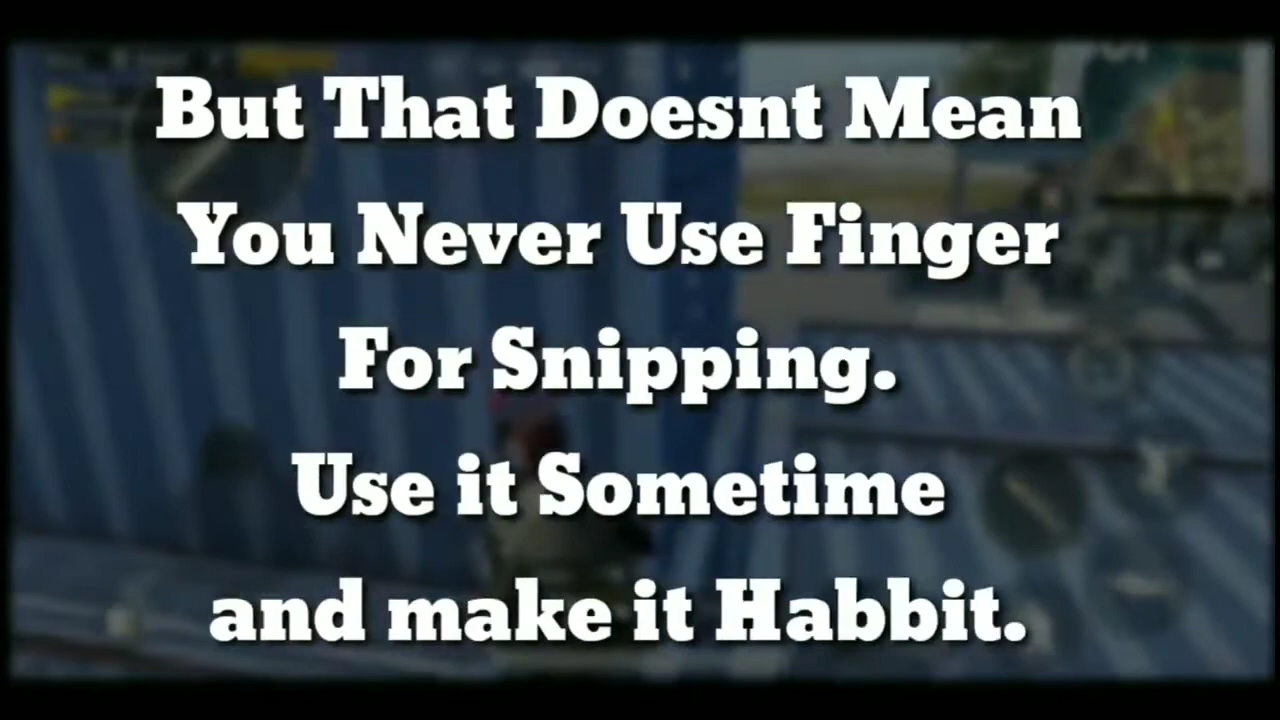 But That Doesnt Mean
You Never Use Finger
For Snipping.
Use it Sometime
and make it Habbit.